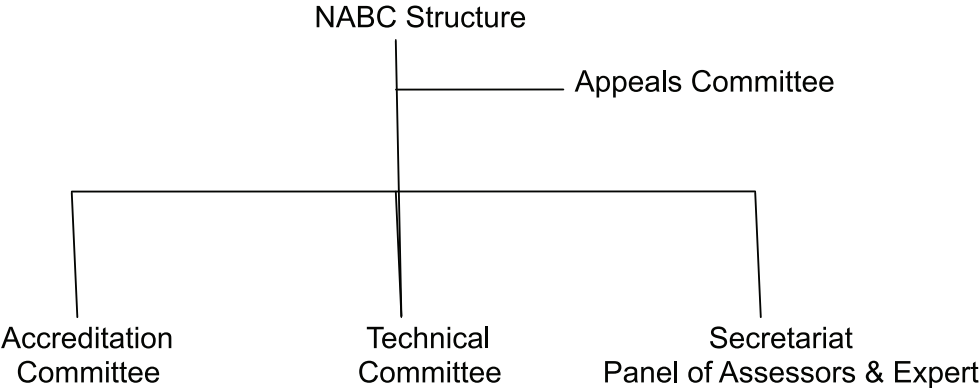 NABC Structure
Appeals Committee
Accreditation
Committee
Technical
Committee
Secretariat
Panel of Assessors & Expert